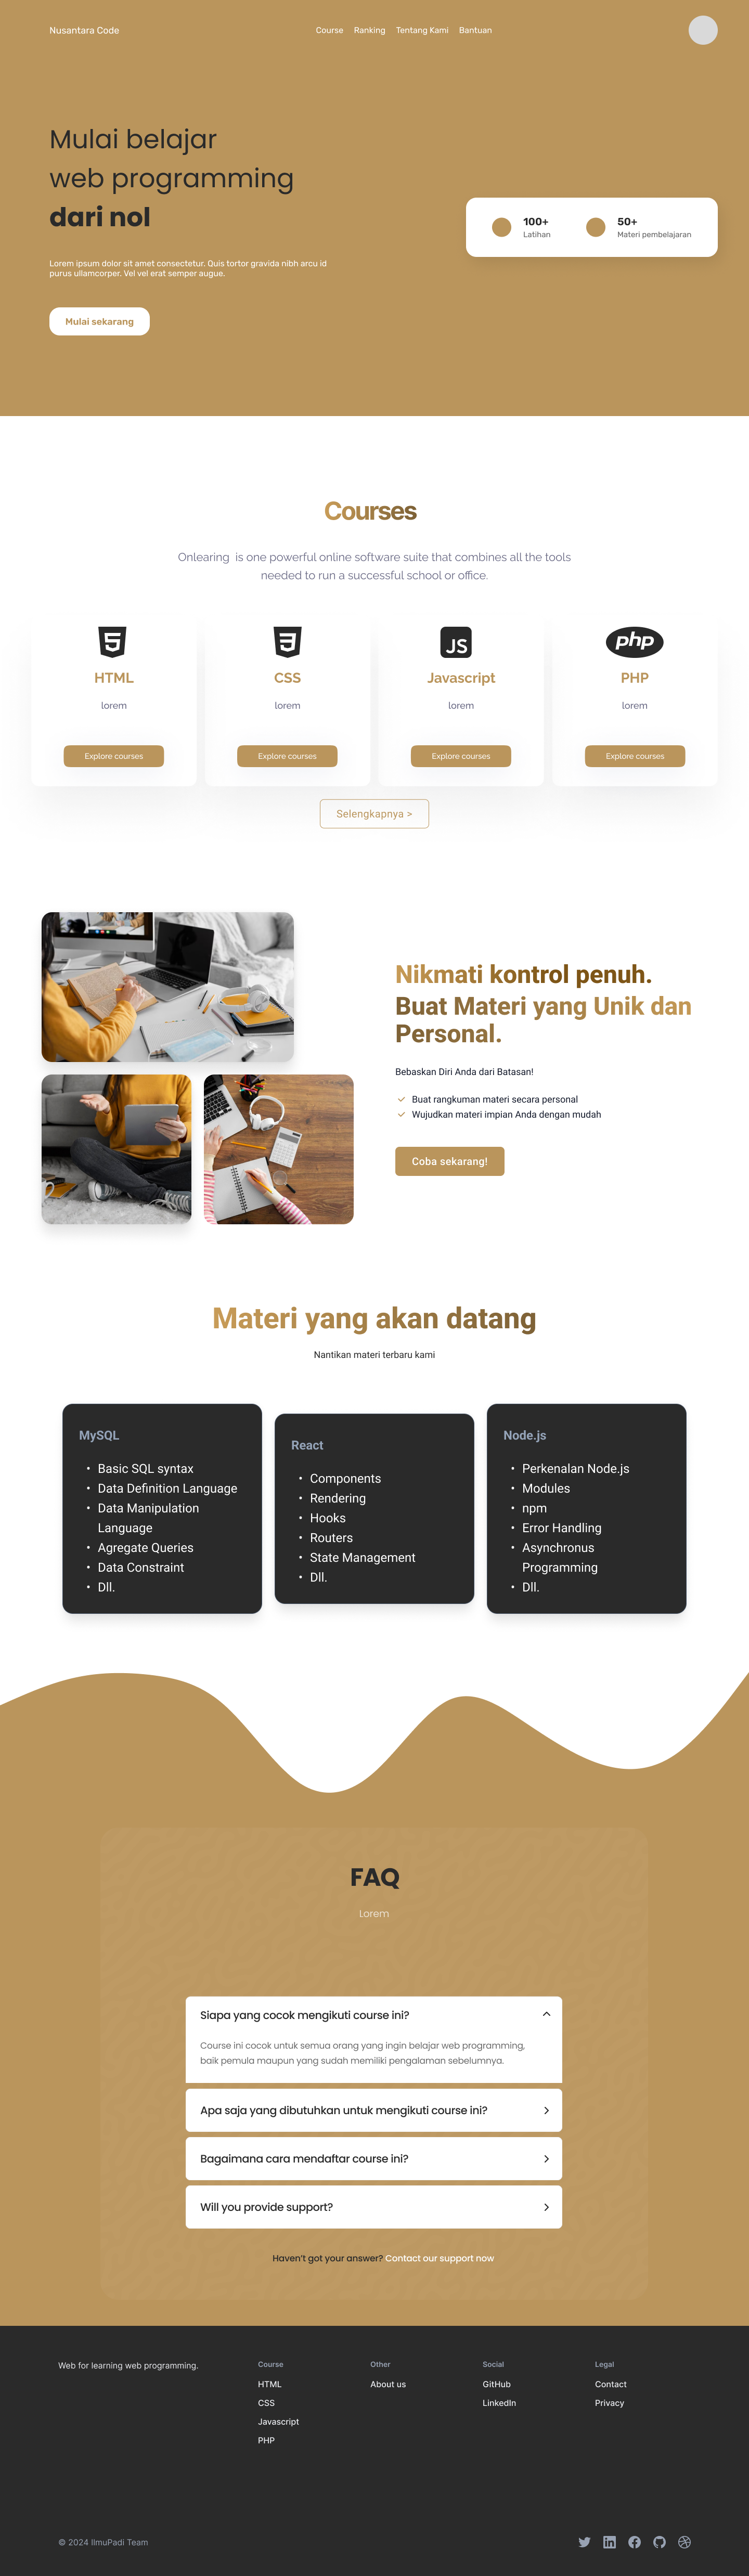 Nusantara Code
Course
Ranking
Tentang Kami
Bantuan
Mulai belajar
web programming
dari nol
Lorem ipsum dolor sit amet consectetur. Quis tortor gravida nibh arcu id
purus ullamcorper. Vel vel erat semper augue.
Mulai sekarang
100+
Latihan
50+
Materi pembelajaran
Courses
Onlearing is one powerful online software suite that combines all the tools
needed to run a successful school or office.
HTML
lorem
Explore courses
CSS
lorem
Explore courses
JS
Javascript
lorem
Explore courses
php
PHP
lorem
Explore courses
Selengkapnya >
Nikmati kontrol penuh.
Buat Materi yang Unik dan
Personal.
Bebaskan Diri Anda dari Batasan!
Buat rangkuman materi secara personal
Wujudkan materi impian Anda dengan mudah
Coba sekarang!
Materi yang akan datang
Nantikan materi terbaru kami
MySQL
• Basic SQL syntax
• Data Definition Language
• Data Manipulation
Language
• Agregate Queries
• Data Constraint
• Dll.
React
• Components
• Rendering
• Hooks
• Routers
• State Management
• Dll.
Node.js
• Perkenalan Node.js
• Modules
• npm
• Error Handling
• Asynchronus
Programming
• Dll.
FAQ
Lorem
Siapa yang cocok mengikuti course ini?
Course ini cocok untuk semua orang yang ingin belajar web programming,
baik pemula maupun yang sudah memiliki pengalaman sebelumnya.
Apa saja yang dibutuhkan untuk mengikuti course ini?
Bagaimana cara mendaftar course ini?
Will you provide support?
Haven't got your answer? Contact our support now
Web for learning web programming.
Course
HTML
CSS
Javascript
PHP
Other
About us
Social
GitHub
LinkedIn
Legal
Contact
Privacy
© 2024 IlmuPadi Team